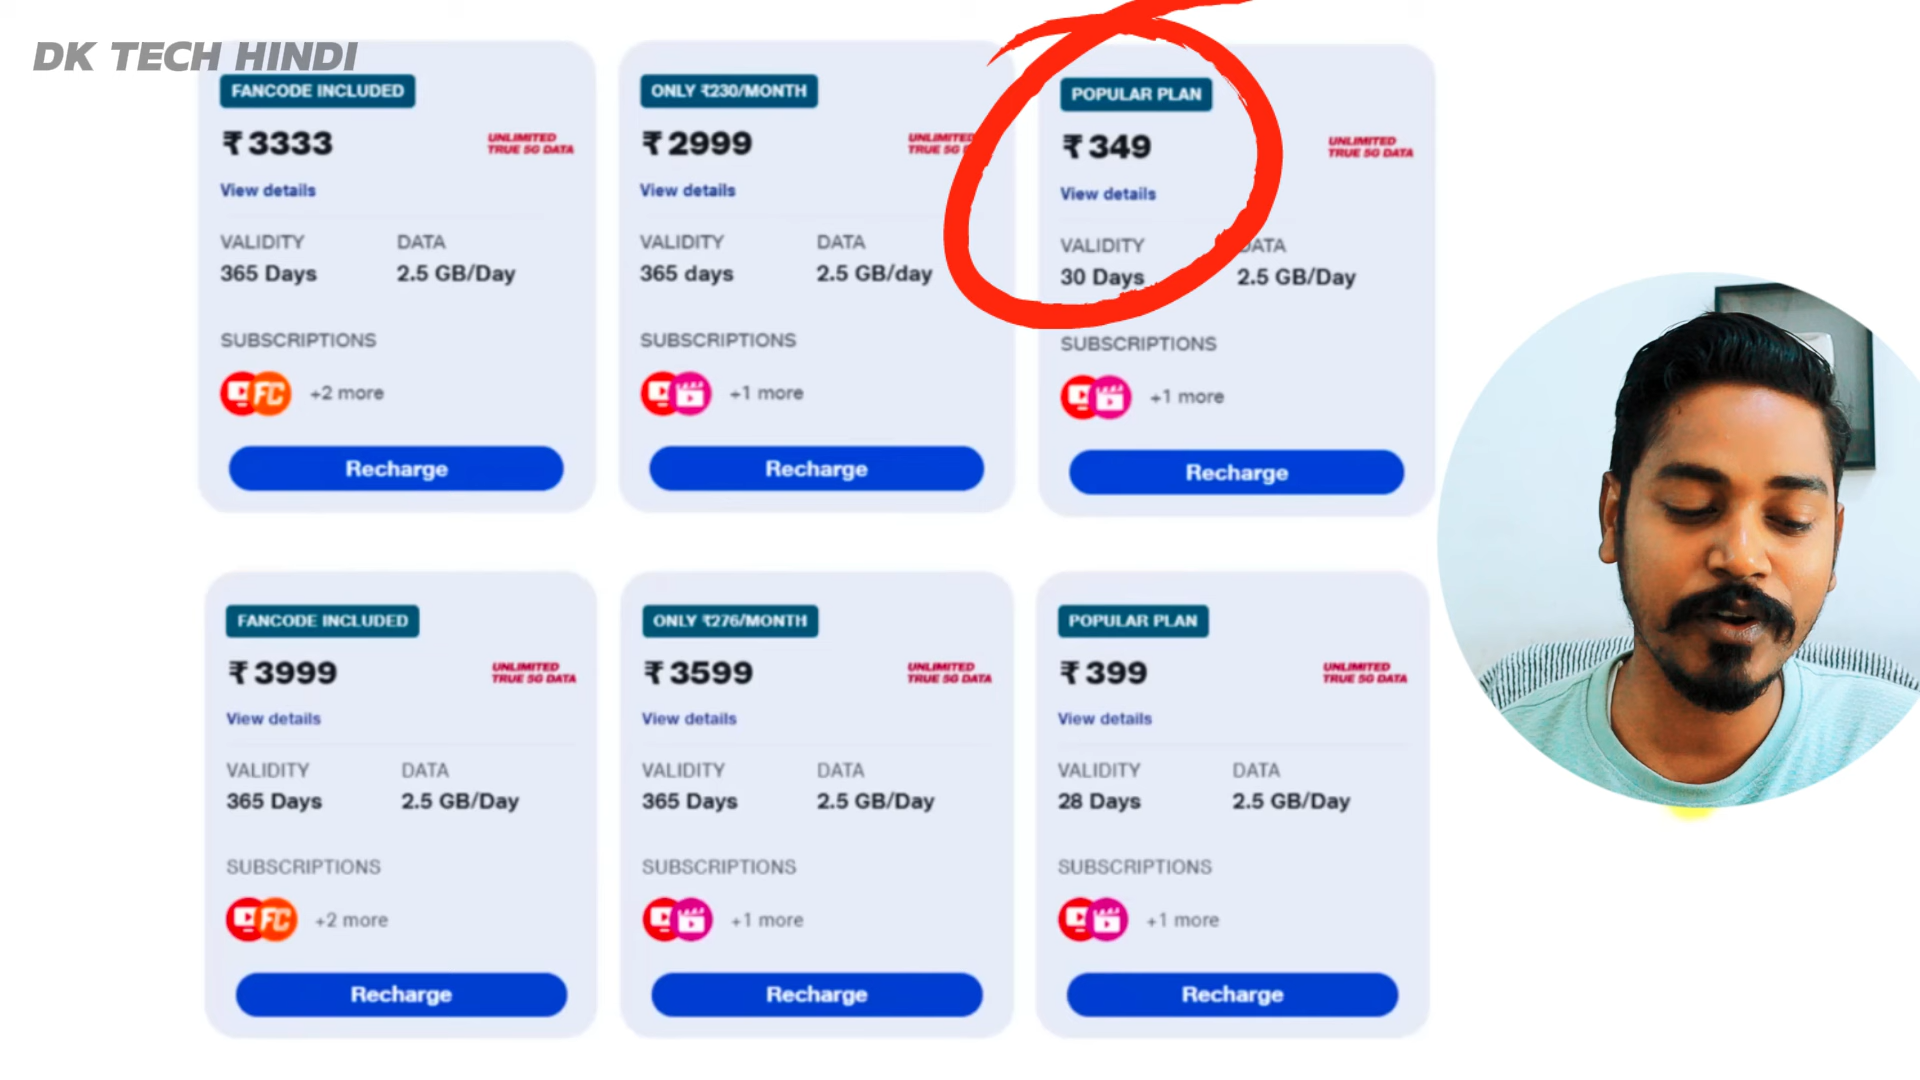 DK TECH HINDI
FANCODE INCLUDED
₹3333
UNLIMITED
TRUE 5G DATA
View details
VALIDITY DATA
365 Days 2.5 GB/Day
SUBSCRIPTIONS
FC +2 more
Recharge
ONLY ₹230/MONTH
₹2999
UNLIMITED
TRUE 5G
View details
VALIDITY DATA
365 days 2.5 GB/day
SUBSCRIPTIONS
+1 more
Recharge
POPULAR PLAN
₹349
UNLIMITED
TRUE 5G DATA
View details
VALIDITY DATA
30 Days 2.5 GB/Day
SUBSCRIPTIONS
+1 more
Recharge
FANCODE INCLUDED
₹3999
UNLIMITED
TRUE 5G DATA
View details
VALIDITY DATA
365 Days 2.5 GB/Day
SUBSCRIPTIONS
FC +2 more
Recharge
ONLY ₹276/MONTH
₹3599
UNLIMITED
TRUE 5G DATA
View details
VALIDITY DATA
365 Days 2.5 GB/Day
SUBSCRIPTIONS
+1 more
Recharge
POPULAR PLAN
₹399
UNLIMITED
TRUE 5G DATA
View details
VALIDITY DATA
28 Days 2.5 GB/Day
SUBSCRIPTIONS
+1 more
Recharge